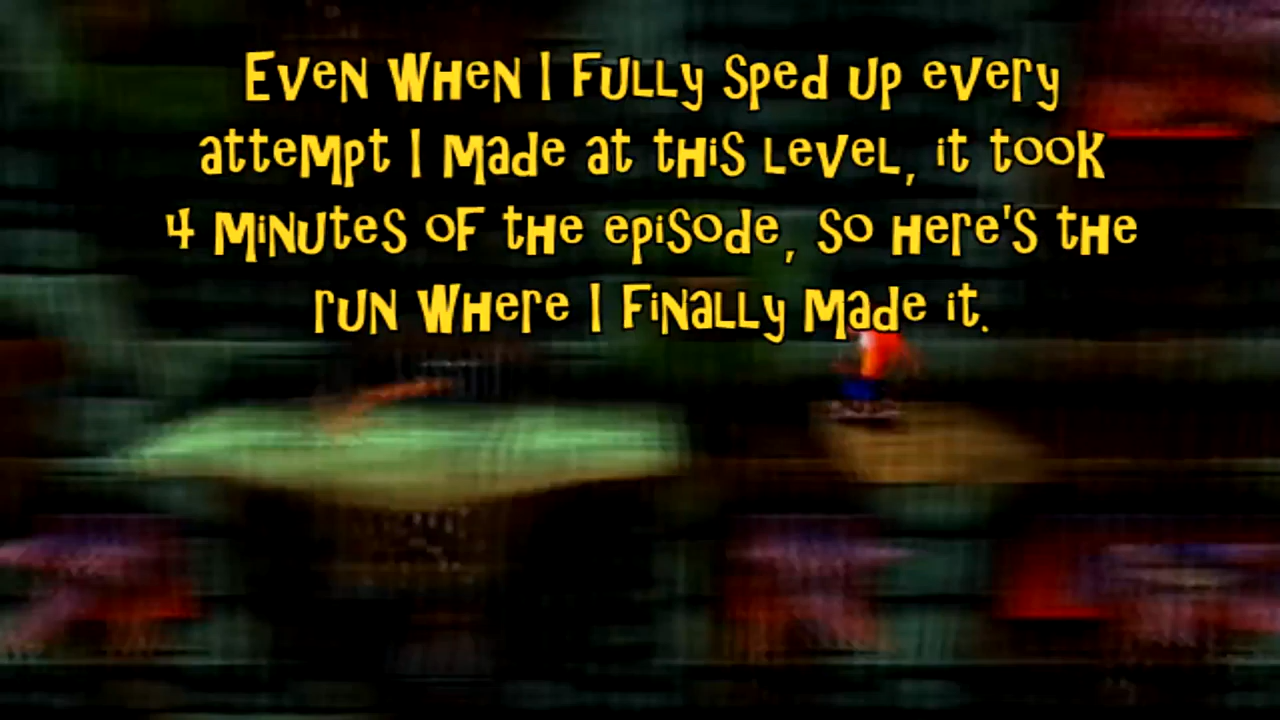 Even when I fully sped up every
attempt I made at this level, it took
4 minutes of the episode, so here's the
run where I finally made it.